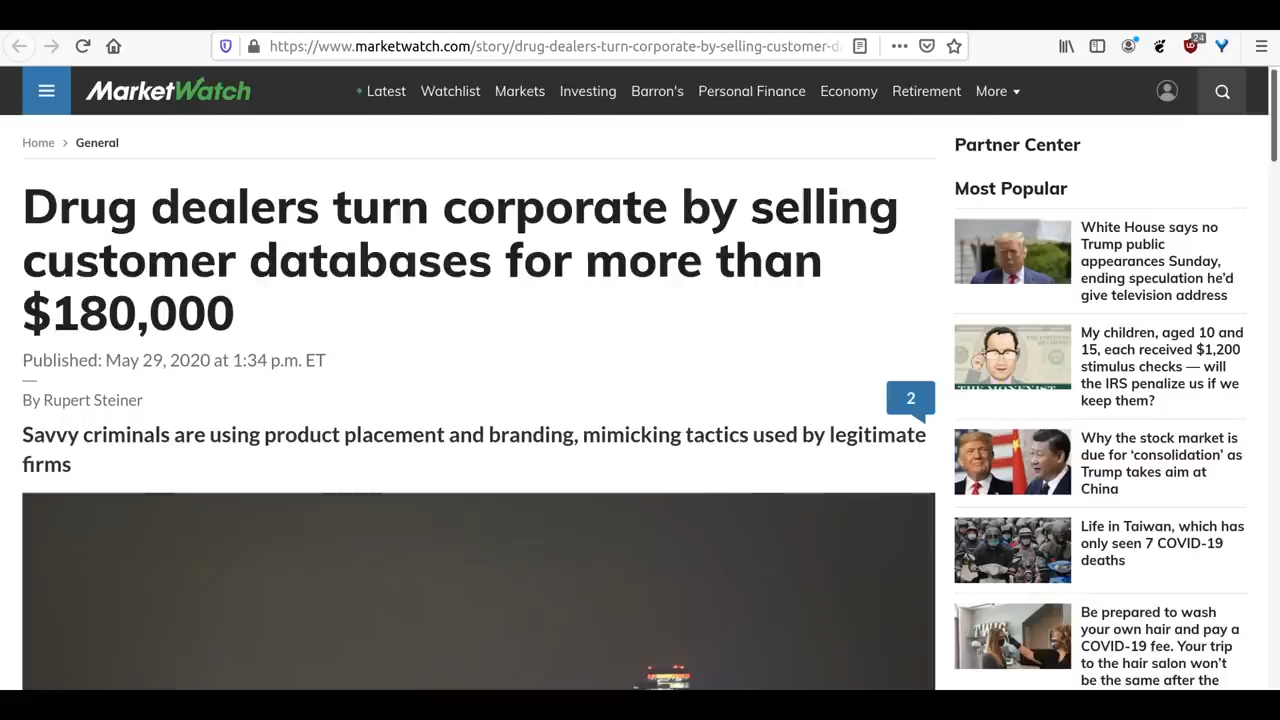 https://www.marketwatch.com/story/drug-dealers-turn-corporate-by-selling-customer-d
24
MarketWatch
Latest Watchlist Markets Investing Barron's Personal Finance Economy Retirement More
Home > General
Drug dealers turn corporate by selling
customer databases for more than
$180,000
Published: May 29, 2020 at 1:34 p.m. ET
By Rupert Steiner
2
Savvy criminals are using product placement and branding, mimicking tactics used by legitimate
firms
Partner Center
Most Popular
White House says no
Trump public
appearances Sunday,
ending speculation he'd
give television address
THE MONEYIST
My children, aged 10 and
15, each received $1,200
stimulus checks — will
the IRS penalize us if we
keep them?
Why the stock market is
due for ‘consolidation’ as
Trump takes aim at
China
Life in Taiwan, which has
only seen 7 COVID-19
deaths
Be prepared to wash
your own hair and pay a
COVID-19 fee. Your trip
to the hair salon won't
be the same after the